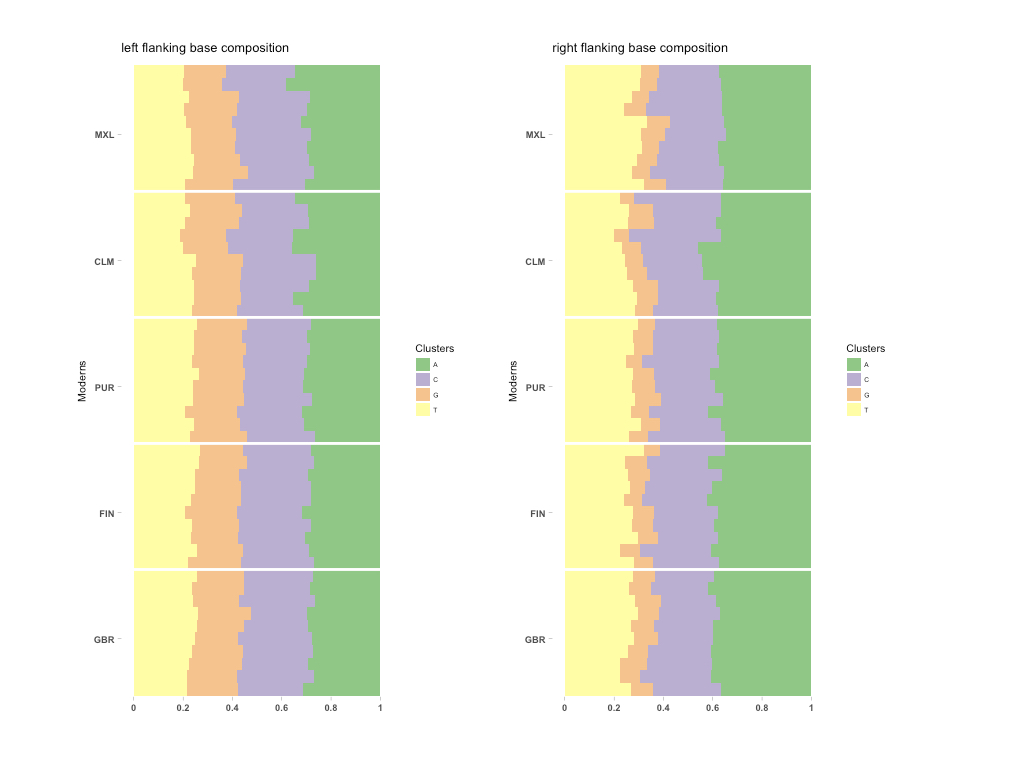 left flanking base composition
MXL
CLM
PUR
FIN
GBR
Moderns
0 0.2 0.4 0.6 0.8 1
Clusters
A
C
G
T
right flanking base composition
MXL
CLM
PUR
FIN
GBR
Moderns
0 0.2 0.4 0.6 0.8 1
Clusters
A
C
G
T